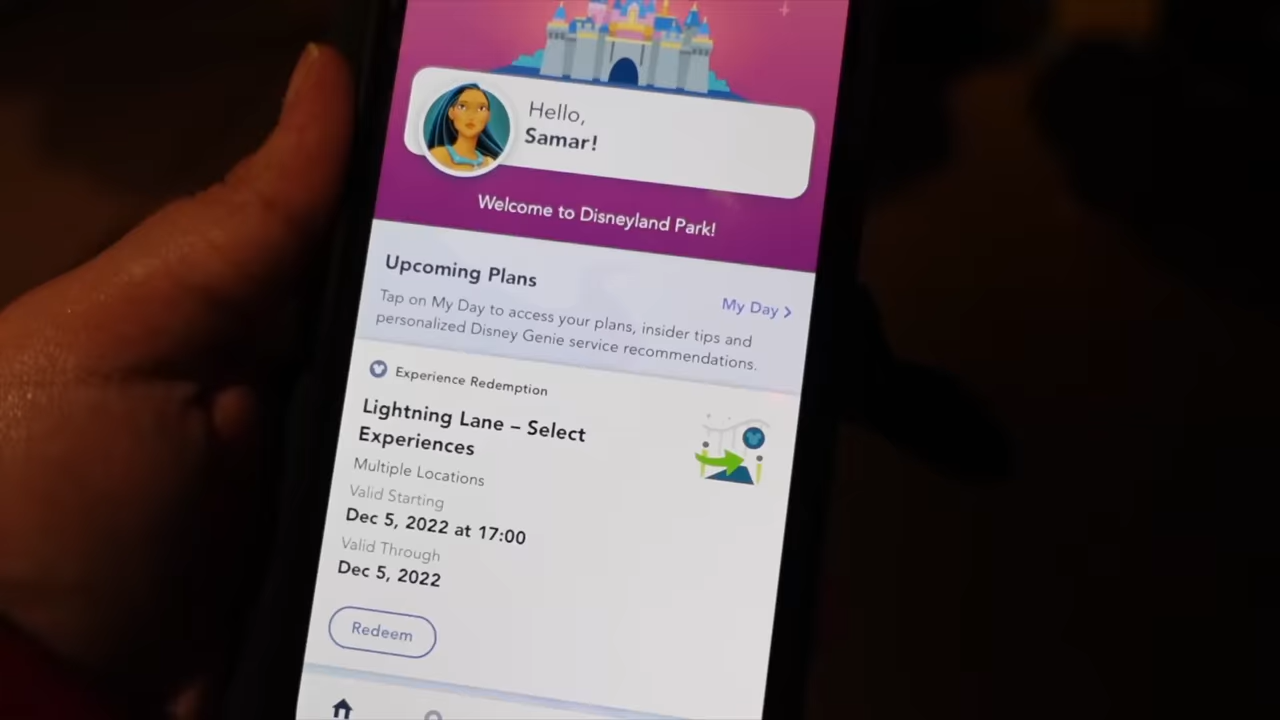 Hello,
Samar!
Welcome to Disneyland Park!
Upcoming Plans
My Day >
Tap on My Day to access your plans, insider tips and
personalized Disney Genie service recommendations.
Experience Redemption
Lightning Lane – Select
Experiences
Multiple Locations
Valid Starting
Dec 5, 2022 at 17:00
Valid Through
Dec 5, 2022
Redeem